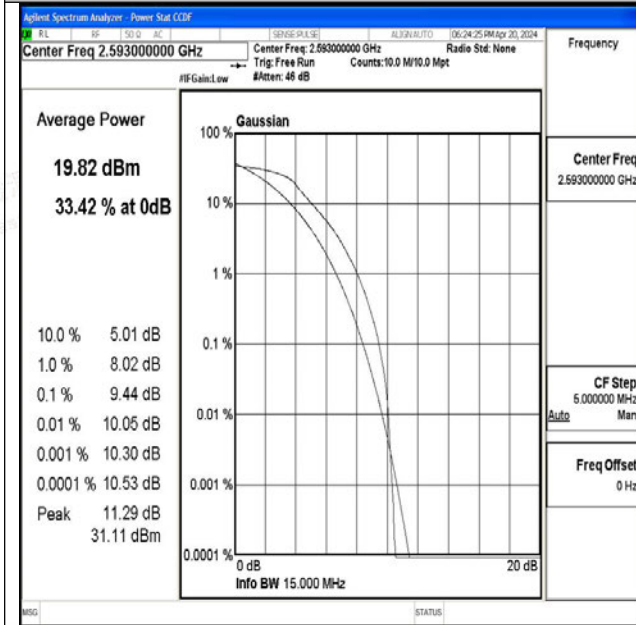 Agilent Spectrum Analyzer - Power Stat CCDF
RL RF 50 Ω AC SENSE:PULSE ALIGN AUTO 06:24:25 PM Apr 20, 2024
Center Freq 2.593000000 GHz
Center Freq: 2.593000000 GHz Radio Std: None
Trig: Free Run Counts:10.0 M/10.0 Mpt
#IFGain:Low #Atten: 46 dB
Average Power
19.82 dBm
33.42 % at 0dB
10.0 % 5.01 dB
1.0 % 8.02 dB
0.1 % 9.44 dB
0.01 % 10.05 dB
0.001 % 10.30 dB
0.0001 % 10.53 dB
Peak 11.29 dB
31.11 dBm
Gaussian
100 %
10 %
1 %
0.1 %
0.01 %
0.001 %
0.0001 %
0 dB 20 dB
Info BW 15.000 MHz
Frequency
Center Freq
2.593000000 GHz
CF Step
5.000000 MHz
Auto Man
Freq Offset
0 Hz
MSG STATUS